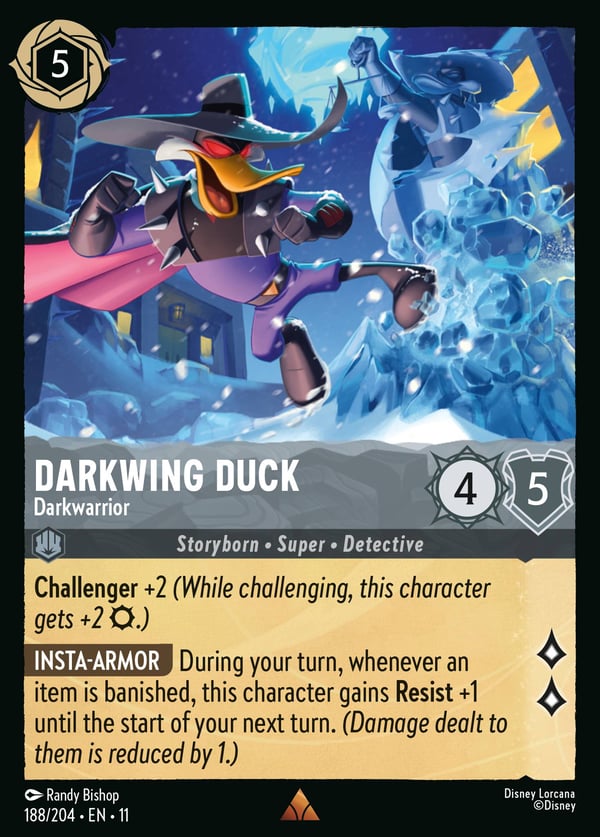 5
DARKWING DUCK
Darkwarrior
4
5
Storyborn • Super • Detective
Challenger +2 (While challenging, this character
gets +2 .)
INSTA-ARMOR During your turn, whenever an
item is banished, this character gains Resist +1
until the start of your next turn. (Damage dealt to
them is reduced by 1.)
Randy Bishop
188/204 • EN • 11
Disney Lorcana
©Disney